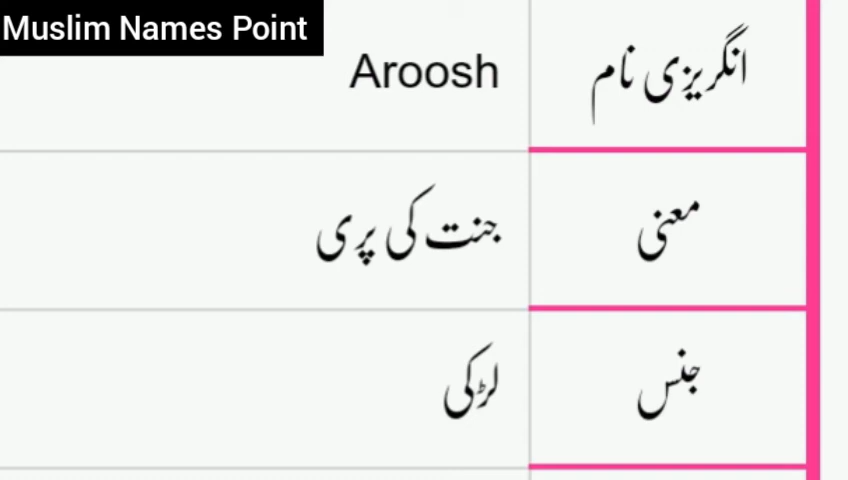 Muslim Names Point
انگریزی نام Aroosh
معنی جنت کی پری
جنس لڑکی